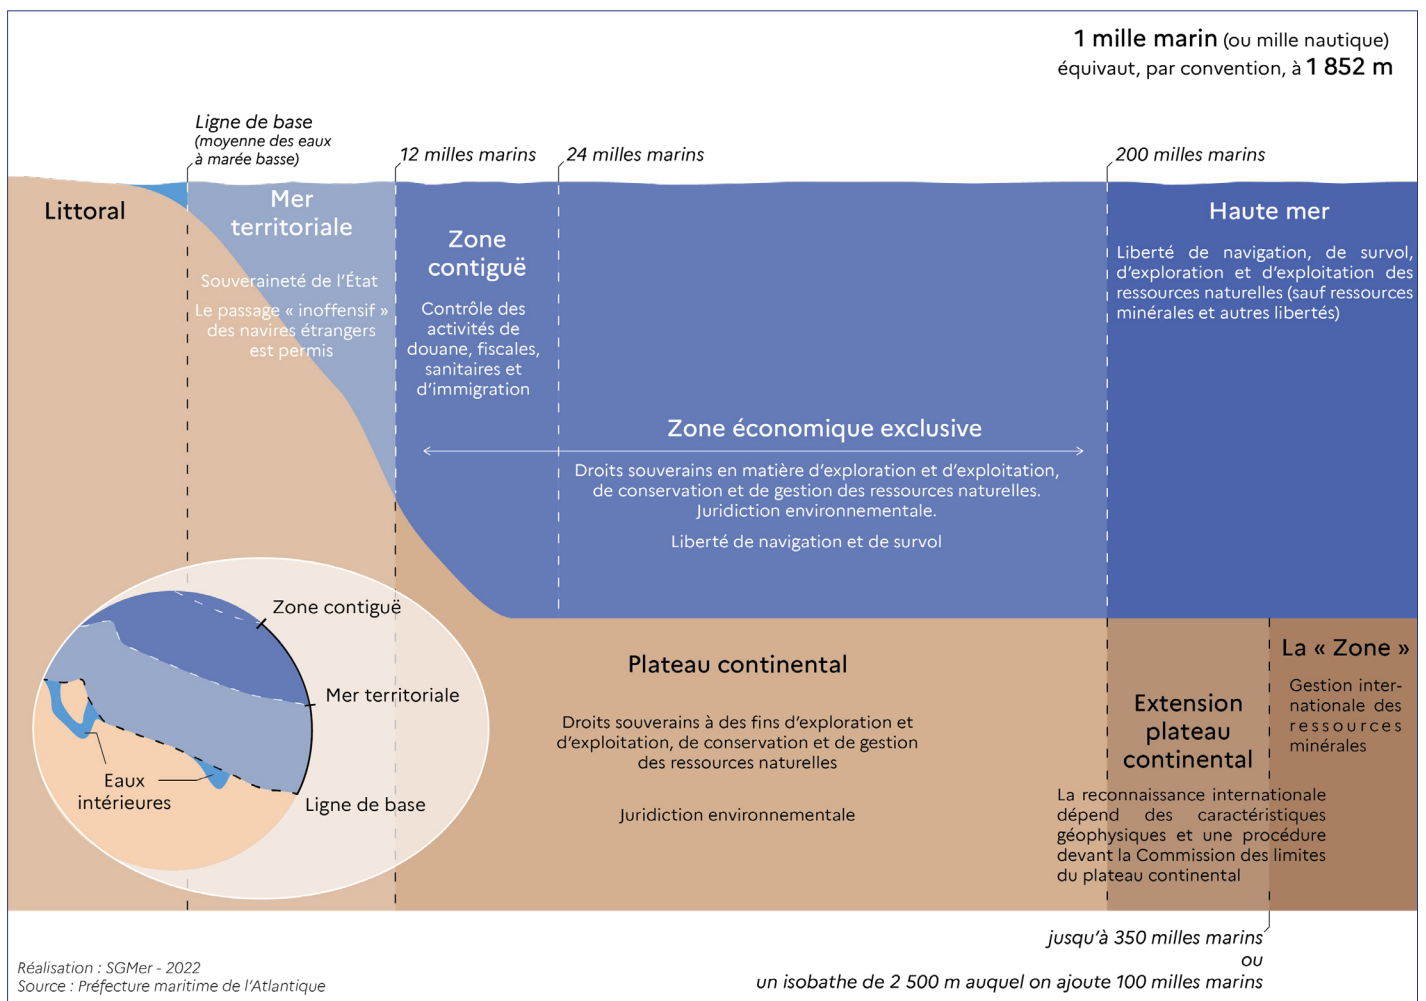 1 mille marin (ou mille nautique)
équivaut, par convention, à 1 852 m
Ligne de base
(moyenne des eaux
à marée basse)
12 milles marins
24 milles marins
200 milles marins
Littoral
Mer
territoriale
Souveraineté de l'État
Le passage « inoffensif »
des navires étrangers
est permis
Zone
contiguë
Contrôle des
activités de
douane, fiscales,
sanitaires et
d'immigration
Haute mer
Liberté de navigation, de survol,
d'exploration et d'exploitation des
ressources naturelles (sauf ressources
minérales et autres libertés)
Zone économique exclusive
Droits souverains en matière d'exploration et d'exploitation,
de conservation et de gestion des ressources naturelles.
Juridiction environnementale.
Liberté de navigation et de survol
Zone contiguë
Mer territoriale
Ligne de base
Eaux
intérieures
Plateau continental
Droits souverains à des fins d'exploration et
d'exploitation, de conservation et de gestion
des ressources naturelles
Juridiction environnementale
Extension
plateau
continental
La reconnaissance internationale
dépend des caractéristiques
géophysiques et une procédure
devant la Commission des limites
du plateau continental
La « Zone »
Gestion inter-
nationale des
ressources
minérales
jusqu'à 350 milles marins
ou
un isobathe de 2 500 m auquel on ajoute 100 milles marins
Réalisation : SGMer - 2022
Source : Préfecture maritime de l'Atlantique